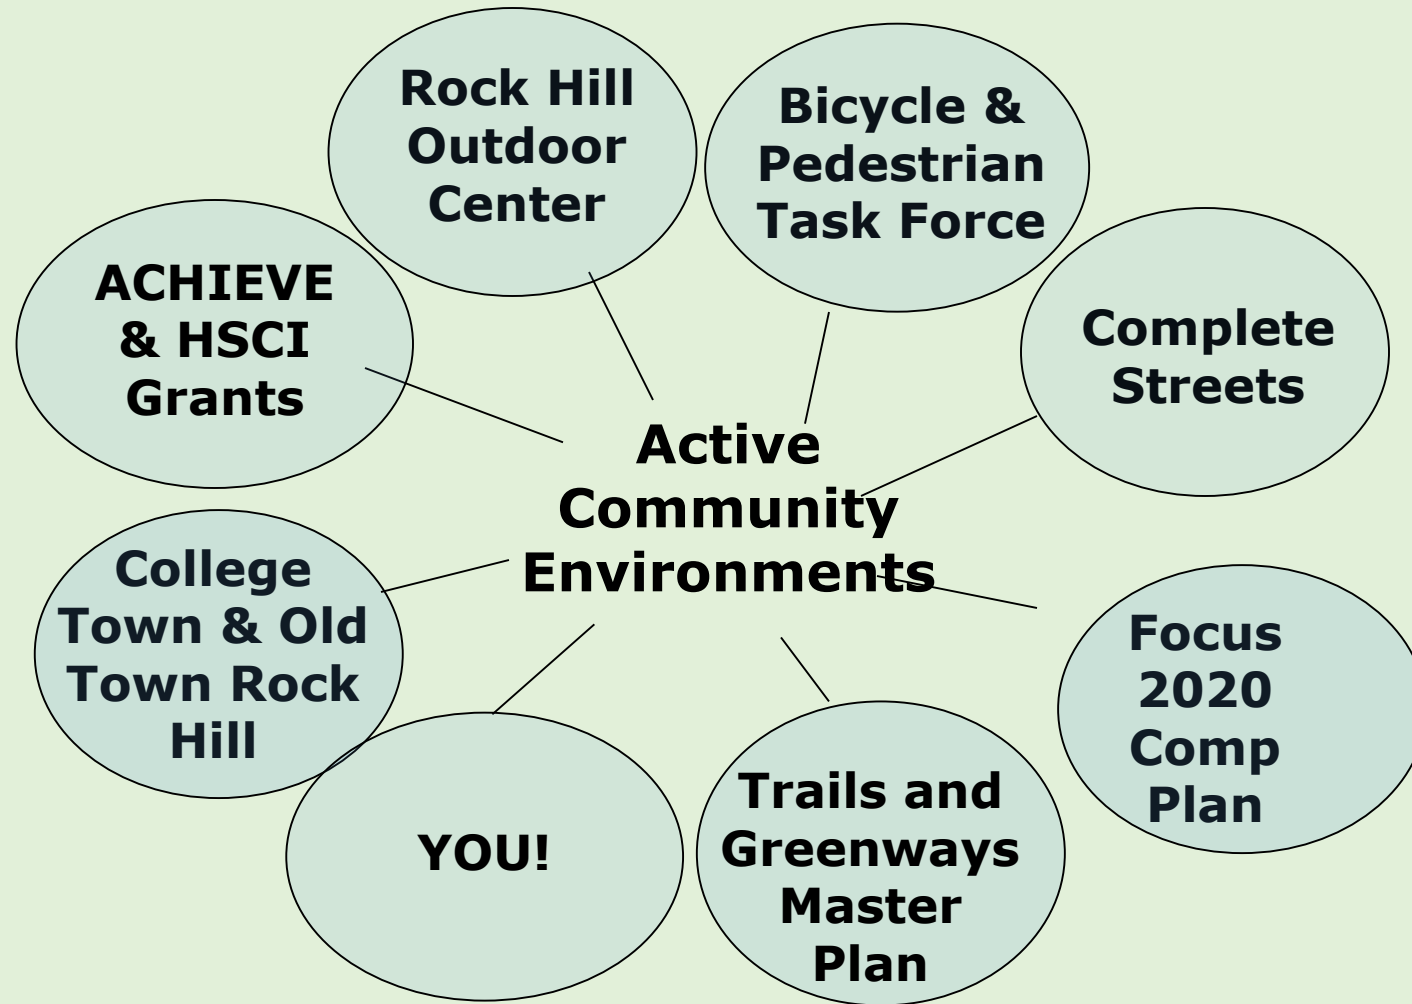 Rock Hill
Outdoor
Center
Bicycle &
Pedestrian
Task Force
ACHIEVE
& HSCI
Grants
Complete
Streets
Active
Community
Environments
College
Town & Old
Town Rock
Hill
Focus
2020
Comp
Plan
YOU!
Trails and
Greenways
Master
Plan